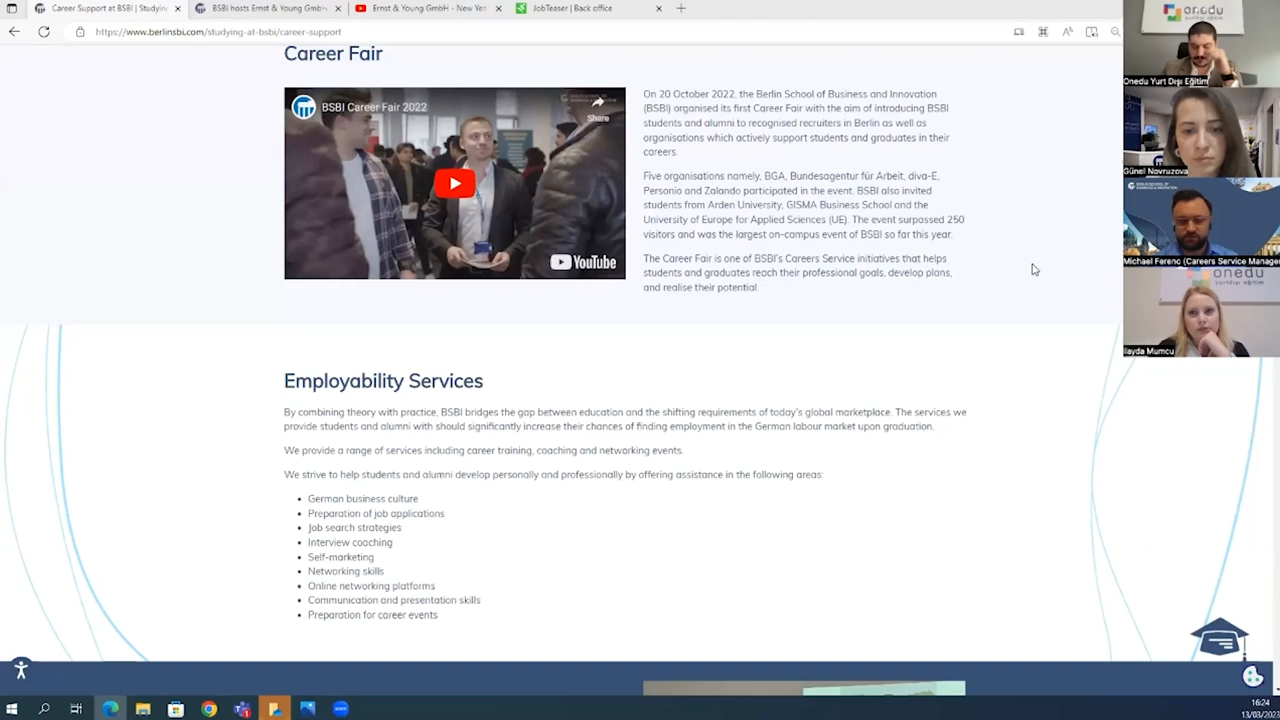 Career Support at BSBI | Studying
BSBI hosts Ernst & Young GmbH -
Ernst & Young GmbH - New Ye
JobTeaser | Back office
https://www.berlinsbi.com/studying-at-bsbi/career-support
Career Fair
BSBI Career Fair 2022
Share
YouTube
On 20 October 2022, the Berlin School of Business and Innovation
(BSBI) organised its first Career Fair with the aim of introducing BSBI
students and alumni to recognised recruiters in Berlin as well as
organisations which actively support students and graduates in their
careers.
Five organisations namely, BGA, Bundesagentur für Arbeit, diva-E,
Personio and Zalando participated in the event. BSBI also invited
students from Arden University, GISMA Business School and the
University of Europe for Applied Sciences (UE). The event surpassed 250
visitors and was the largest on-campus event of BSBI so far this year.
The Career Fair is one of BSBI's Careers Service initiatives that helps
students and graduates reach their professional goals, develop plans,
and realise their potential.
Employability Services
By combining theory with practice, BSBI bridges the gap between education and the shifting requirements of today's global marketplace. The services we
provide students and alumni with should significantly increase their chances of finding employment in the German labour market upon graduation.
We provide a range of services including career training, coaching and networking events.
We strive to help students and alumni develop personally and professionally by offering assistance in the following areas:
German business culture
Preparation of job applications
Job search strategies
Interview coaching
Self-marketing
Networking skills
Online networking platforms
Communication and presentation skills
Preparation for career events
onedu
Onedu Yurt Dışı Eğitim
Günel Novruzova
BERLIN SCHOOL OF
BUSINESS & INNOVATION
Michael Ferenc (Careers Service Manage
onedu
yurtdışı eğitim
Ilayda Mumcu
16:24
13/03/202